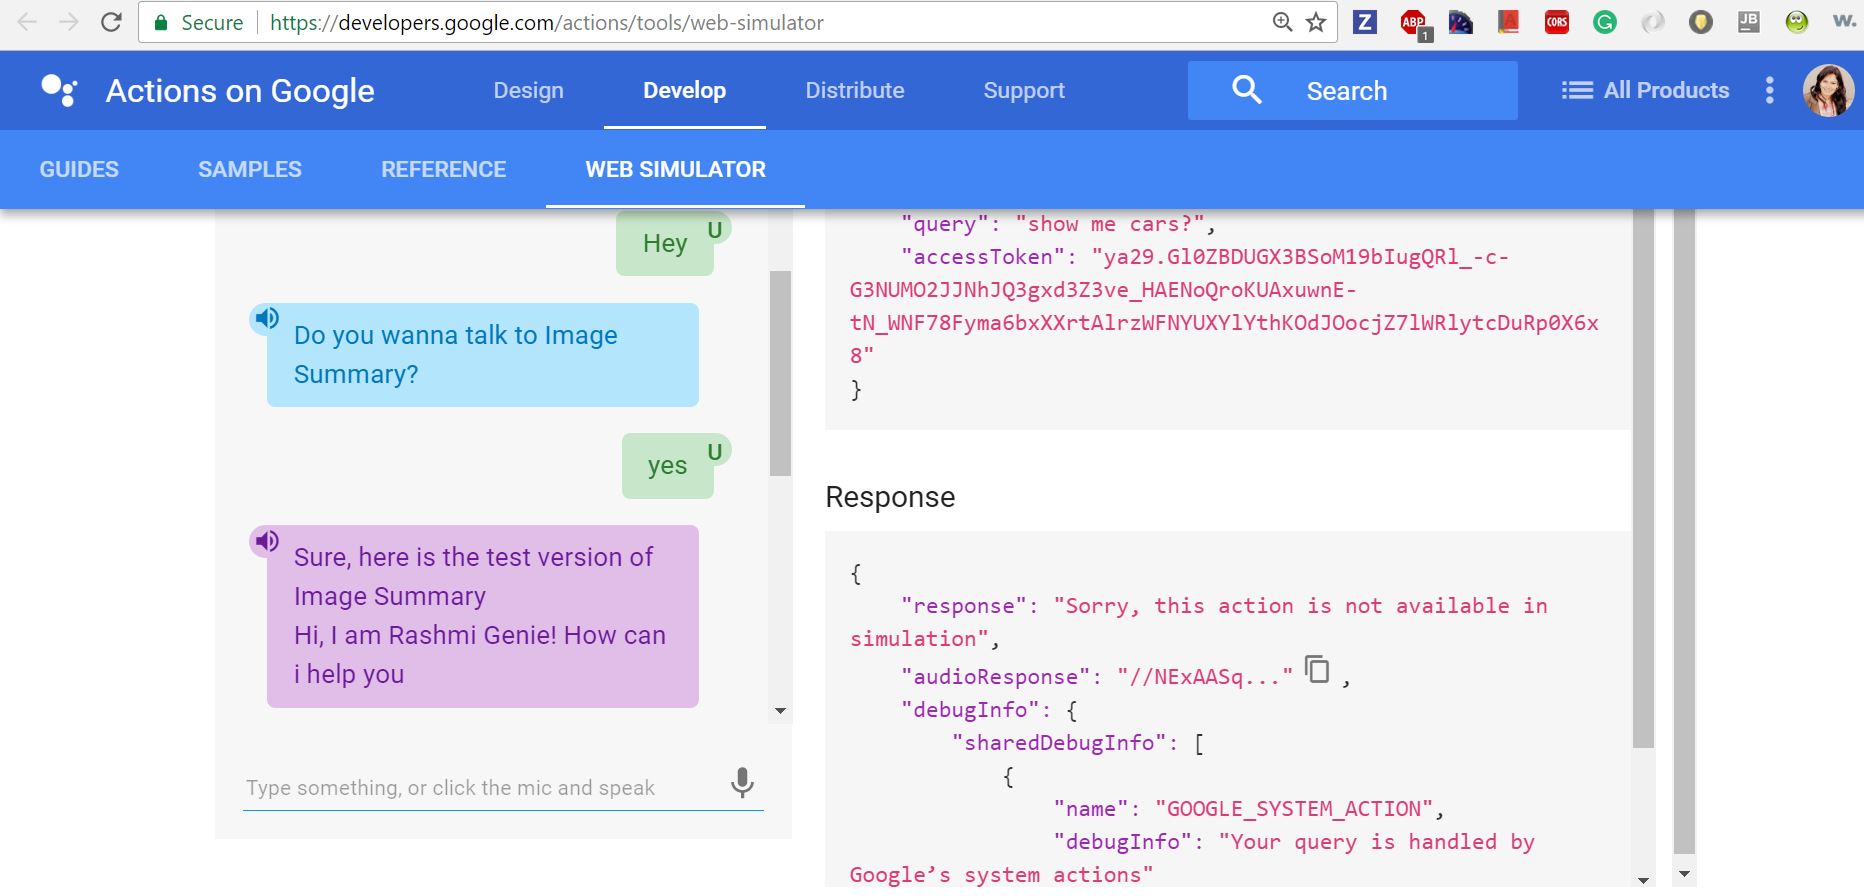 Secure https://developers.google.com/actions/tools/web-simulator
Z ABP 1 A CORS G JB w.
Actions on Google Design Develop Distribute Support Search All Products
GUIDES SAMPLES REFERENCE WEB SIMULATOR
Hey U
Do you wanna talk to Image
Summary?
yes U
Sure, here is the test version of
Image Summary
Hi, I am Rashmi Genie! How can
i help you
Type something, or click the mic and speak
"query": "show me cars?",
"accessToken": "ya29.Gl0ZBDUGX3BSoM19bIugQRl_-c-
G3NUMO2JJNhJQ3gxd3Z3ve_HAENoQroKUAxuwnE-
tN_WNF78Fyma6bxXXrtAlrzWFNYUXYlYthKOdJOocjZ7lWRlytcDuRp0X6x
8"
}
Response
{
"response": "Sorry, this action is not available in
simulation",
"audioResponse": "//NExAASq..." ,
"debugInfo": {
"sharedDebugInfo": [
{
"name": "GOOGLE_SYSTEM_ACTION",
"debugInfo": "Your query is handled by
Google’s system actions"